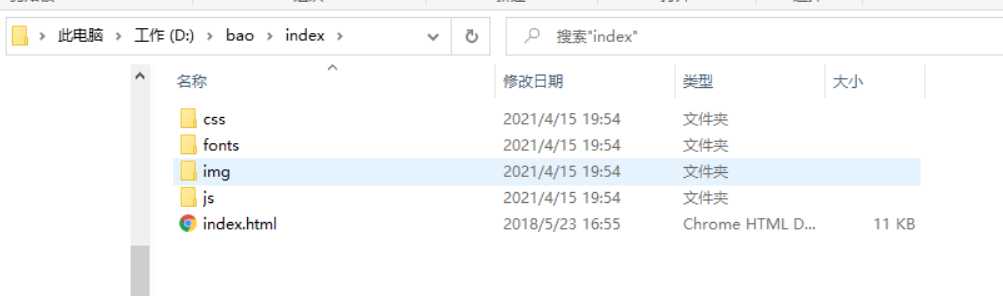 此电脑 › 工作 (D:) › bao › index ›
搜索"index"
名称 修改日期 类型 大小
css 2021/4/15 19:54 文件夹
fonts 2021/4/15 19:54 文件夹
img 2021/4/15 19:54 文件夹
js 2021/4/15 19:54 文件夹
index.html 2018/5/23 16:55 Chrome HTML D... 11 KB